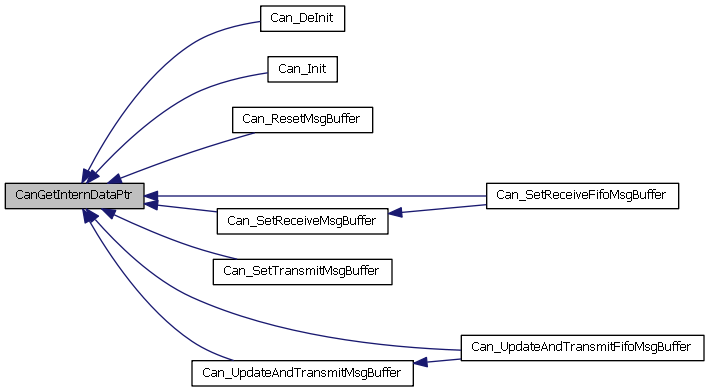 Can_DeInit
Can_Init
Can_ResetMsgBuffer
CanGetInternDataPtr
Can_SetReceiveFifoMsgBuffer
Can_SetReceiveMsgBuffer
Can_SetTransmitMsgBuffer
Can_UpdateAndTransmitFifoMsgBuffer
Can_UpdateAndTransmitMsgBuffer